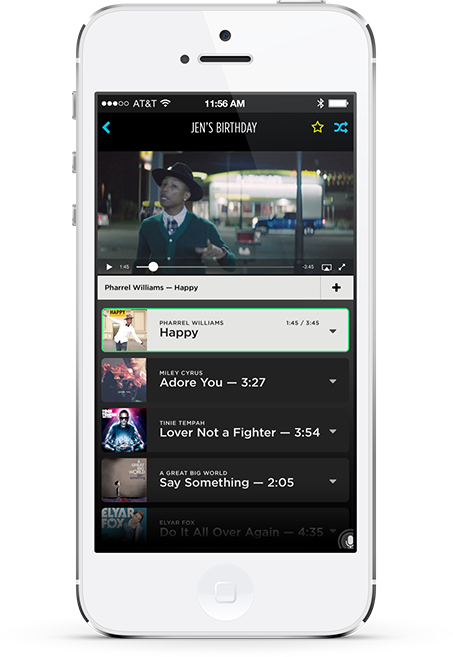 AT&T 11:56 AM
JEN'S BIRTHDAY
1:45 -3:45
Pharrel Williams — Happy +
HAPPY
PHARREL WILLIAMS 1:45 / 3:45
Happy
MILEY CYRUS
Adore You — 3:27
TINIE TEMPAH
Lover Not a Fighter — 3:54
A GREAT BIG WORLD
Say Something — 2:05
ELYAR FOX
ELYAR FOX
Do It All Over Again — 4:35